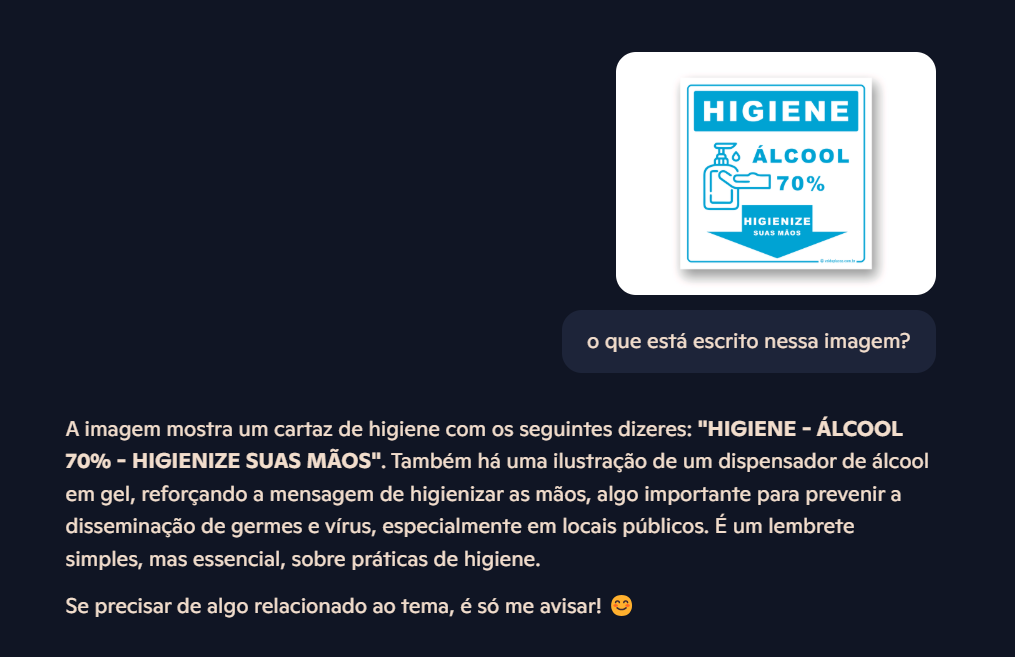 HIGIENE
ÁLCOOL
70%
HIGIENIZE
SUAS MÃOS
o que está escrito nessa imagem?
A imagem mostra um cartaz de higiene com os seguintes dizeres: "HIGIENE - ÁLCOOL
70% - HIGIENIZE SUAS MÃOS". Também há uma ilustração de um dispensador de álcool
em gel, reforçando a mensagem de higienizar as mãos, algo importante para prevenir a
disseminação de germes e vírus, especialmente em locais públicos. É um lembrete
simples, mas essencial, sobre práticas de higiene.
Se precisar de algo relacionado ao tema, é só me avisar! 😊